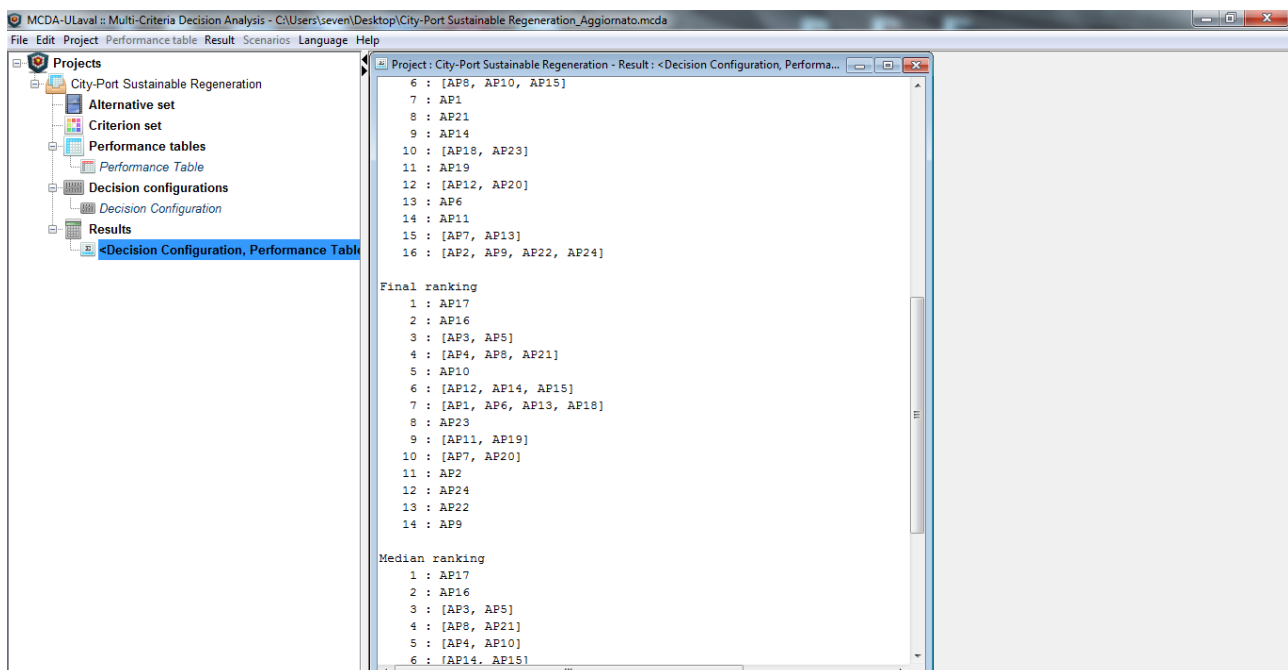 MCDA-ULaval :: Multi-Criteria Decision Analysis - C:\Users\seven\Desktop\City-Port Sustainable Regeneration_Aggiornato.mcda
File Edit Project Performance table Result Scenarios Language Help
Projects
City-Port Sustainable Regeneration
Alternative set
Criterion set
Performance tables
Performance Table
Decision configurations
Decision Configuration
Results
<Decision Configuration, Performance Table
Project : City-Port Sustainable Regeneration - Result : <Decision Configuration, Performa...
6 : [AP8, AP10, AP15]
7 : AP1
8 : AP21
9 : AP14
10 : [AP18, AP23]
11 : AP19
12 : [AP12, AP20]
13 : AP6
14 : AP11
15 : [AP7, AP13]
16 : [AP2, AP9, AP22, AP24]
Final ranking
1 : AP17
2 : AP16
3 : [AP3, AP5]
4 : [AP4, AP8, AP21]
5 : AP10
6 : [AP12, AP14, AP15]
7 : [AP1, AP6, AP13, AP18]
8 : AP23
9 : [AP11, AP19]
10 : [AP7, AP20]
11 : AP2
12 : AP24
13 : AP22
14 : AP9
Median ranking
1 : AP17
2 : AP16
3 : [AP3, AP5]
4 : [AP8, AP21]
5 : [AP4, AP10]
6 : [AP14, AP15]